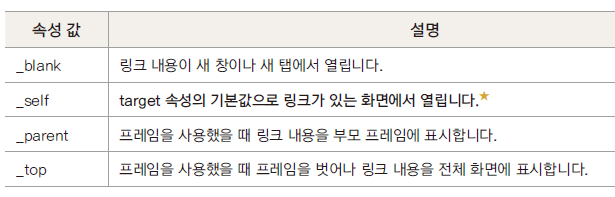 속성 값 설명
_blank 링크 내용이 새 창이나 새 탭에서 열립니다.
_self target 속성의 기본값으로 링크가 있는 화면에서 열립니다.★
_parent 프레임을 사용했을 때 링크 내용을 부모 프레임에 표시합니다.
_top 프레임을 사용했을 때 프레임을 벗어나 링크 내용을 전체 화면에 표시합니다.